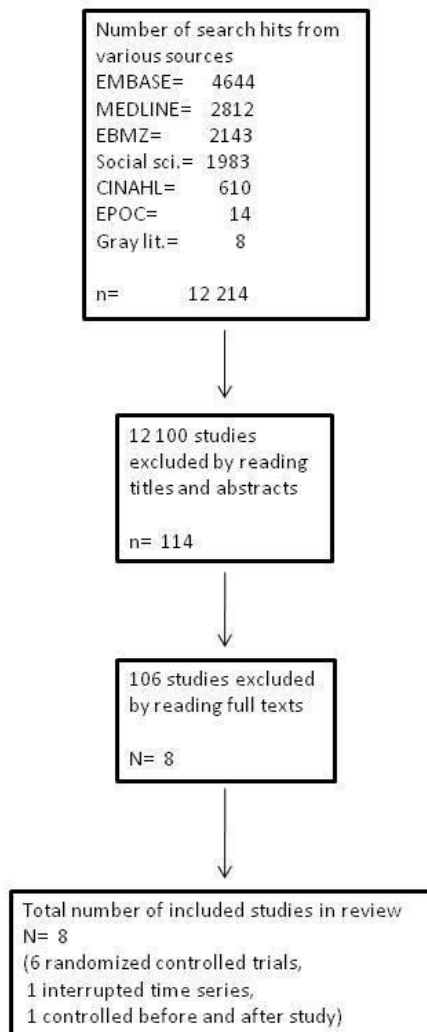 Number of search hits from
various sources
EMBASE= 4644
MEDLINE= 2812
EBMZ= 2143
Social sci.= 1983
CINAHL= 610
EPOC= 14
Gray lit.= 8
n= 12 214
12 100 studies
excluded by reading
titles and abstracts
n= 114
106 studies excluded
by reading full texts
N= 8
Total number of included studies in review
N= 8
(6 randomized controlled trials,
1 interrupted time series,
1 controlled before and after study)